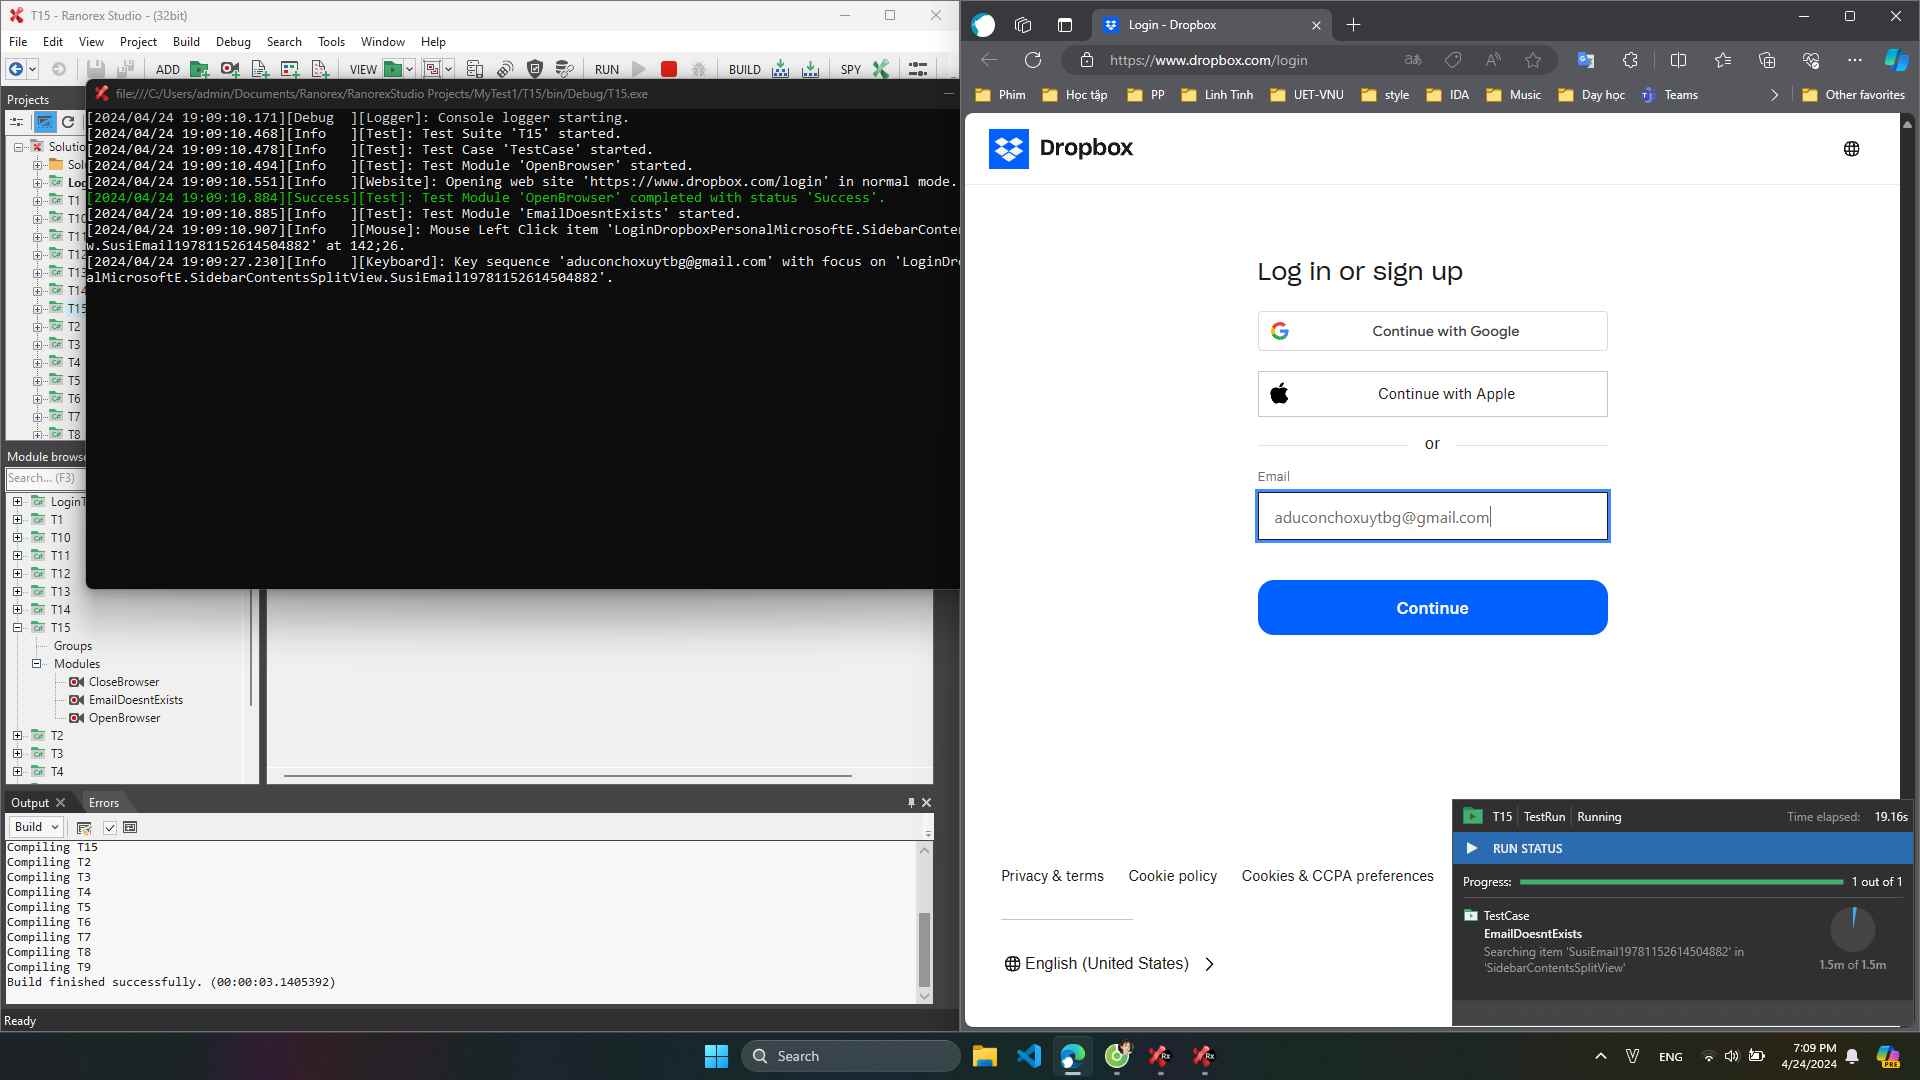 T15 - Ranorex Studio - (32bit)
File Edit View Project Build Debug Search Tools Window Help
ADD VIEW RUN BUILD SPY
Projects
Solutio
Sol
Log
T1
T10
T11
T12
T13
T14
T15
T2
T3
T4
T5
T6
T7
T8
file:///C:/Users/admin/Documents/Ranorex/RanorexStudio Projects/MyTest1/T15/bin/Debug/T15.exe
[2024/04/24 19:09:10.171][Debug  ][Logger]: Console logger starting.
[2024/04/24 19:09:10.468][Info   ][Test]: Test Suite 'T15' started.
[2024/04/24 19:09:10.478][Info   ][Test]: Test Case 'TestCase' started.
[2024/04/24 19:09:10.494][Info   ][Test]: Test Module 'OpenBrowser' started.
[2024/04/24 19:09:10.551][Info   ][Website]: Opening web site 'https://www.dropbox.com/login' in normal mode.
[2024/04/24 19:09:10.884][Success][Test]: Test Module 'OpenBrowser' completed with status 'Success'.
[2024/04/24 19:09:10.885][Info   ][Test]: Test Module 'EmailDoesntExists' started.
[2024/04/24 19:09:10.907][Info   ][Mouse]: Mouse Left Click item 'LoginDropboxPersonalMicrosoftE.SidebarConte
w.SusiEmail19781152614504882' at 142;26.
[2024/04/24 19:09:27.230][Info   ][Keyboard]: Key sequence 'aduconchoxuytbg@gmail.com' with focus on 'LoginDr
alMicrosoftE.SidebarContentsSplitView.SusiEmail19781152614504882'.
Module browse
Search... (F3)
LoginT
T1
T10
T11
T12
T13
T14
T15
Groups
Modules
CloseBrowser
EmailDoesntExists
OpenBrowser
T2
T3
T4
Output Errors
Build
Compiling T15
Compiling T2
Compiling T3
Compiling T4
Compiling T5
Compiling T6
Compiling T7
Compiling T8
Compiling T9
Build finished successfully. (00:00:03.1405392)
Ready
Login - Dropbox
https://www.dropbox.com/login
Phim Học tập PP Linh Tinh UET-VNU style IDA Music Dạy học Teams Other favorites
Dropbox
Log in or sign up
Continue with Google
Continue with Apple
or
Email
aduconchoxuytbg@gmail.com
Continue
Privacy & terms Cookie policy Cookies & CCPA preferences
English (United States)
T15 TestRun Running Time elapsed: 19.16s
RUN STATUS
Progress: 1 out of 1
TestCase
EmailDoesntExists
Searching item 'SusiEmail19781152614504882' in
'SidebarContentsSplitView'
1.5m of 1.5m
Search
V ENG
7:09 PM
4/24/2024
PRE